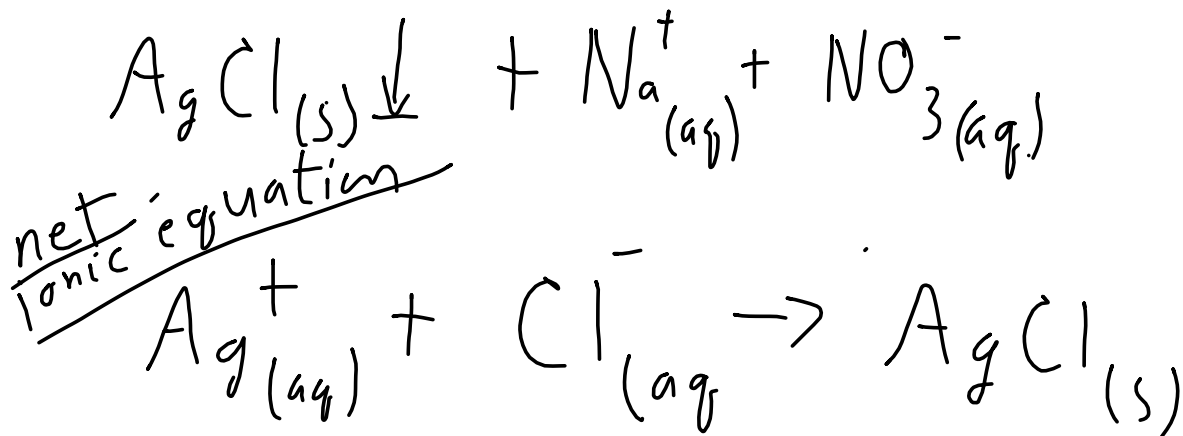 AgCl(s)↓ + Na⁺(aq) + NO₃⁻(aq)
net ionic equation
Ag⁺(aq) + Cl⁻(aq → AgCl(s)